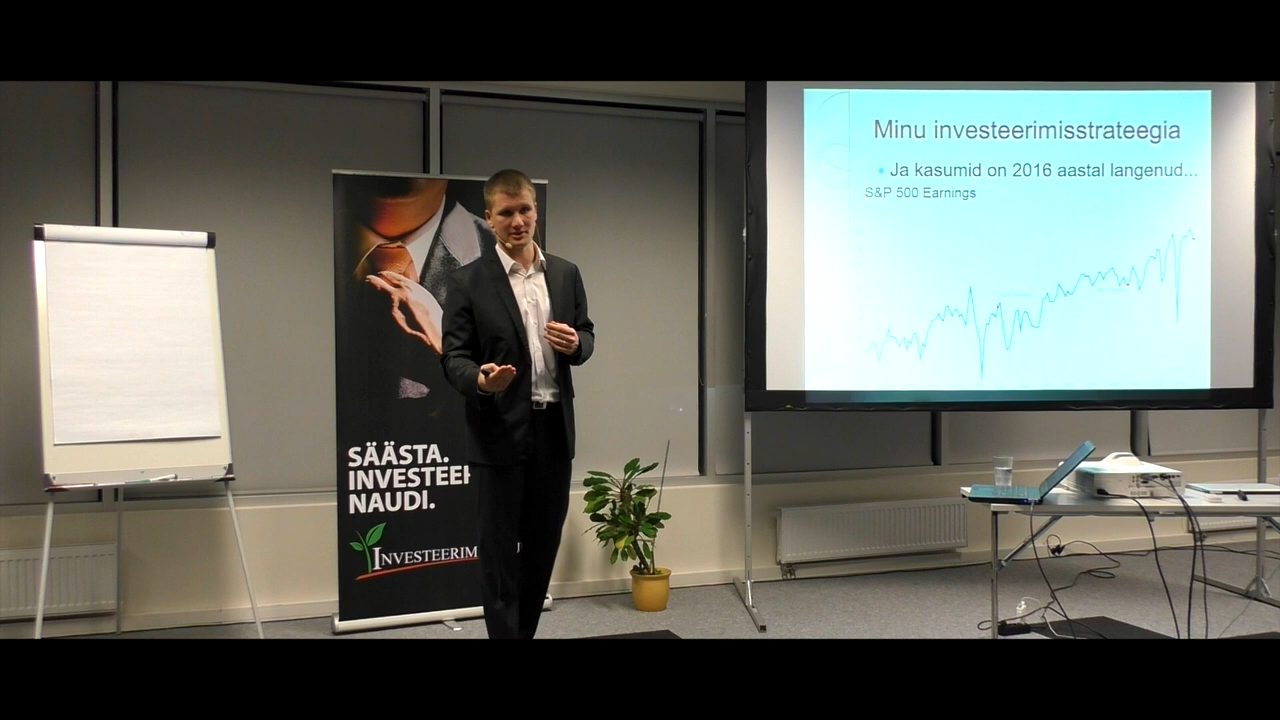 SÄÄSTA.
NAUDI.
Minu investeerimisstrateegia
Ja kasumid on 2016 aastal langenud...
S&P 500 Earnings